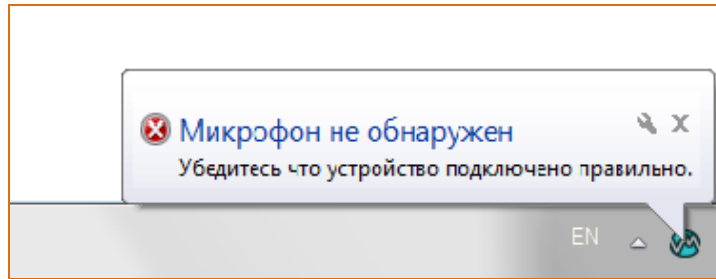 Микрофон не обнаружен
Убедитесь что устройство подключено правильно.
EN